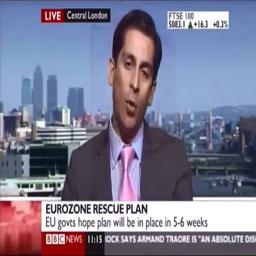 LIVE Central London
FTSE 100
5083.1 ▲+16.3 +0.3%
EUROZONE RESCUE PLAN
EU govts hope plan will be in place in 5-6 weeks
BBC NEWS 11:15 OCK SAYS ARMAND TRAORE IS "AN ABSOLUTE DIS